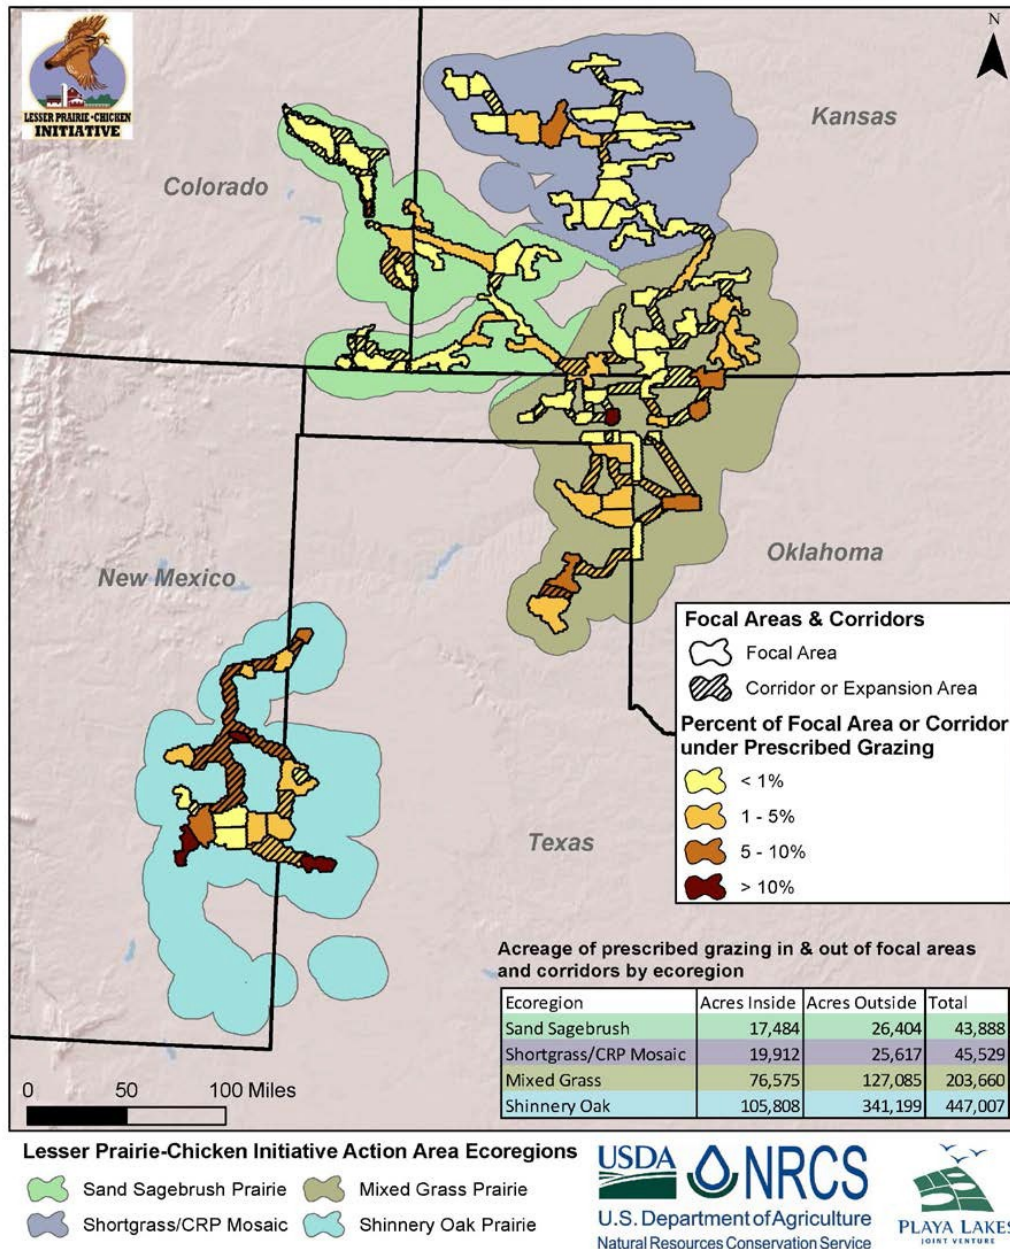 LESSER PRAIRIE-CHICKEN
INITIATIVE
N
Kansas
Colorado
New Mexico
Oklahoma
Texas
Focal Areas & Corridors
Focal Area
Corridor or Expansion Area
Percent of Focal Area or Corridor
under Prescribed Grazing
< 1%
1 - 5%
5 - 10%
> 10%
Acreage of prescribed grazing in & out of focal areas
and corridors by ecoregion
Ecoregion Acres Inside Acres Outside Total
Sand Sagebrush 17,484 26,404 43,888
Shortgrass/CRP Mosaic 19,912 25,617 45,529
Mixed Grass 76,575 127,085 203,660
Shinnery Oak 105,808 341,199 447,007
0 50 100 Miles
Lesser Prairie-Chicken Initiative Action Area Ecoregions
Sand Sagebrush Prairie Mixed Grass Prairie
Shortgrass/CRP Mosaic Shinnery Oak Prairie
USDA NRCS
U.S. Department of Agriculture
Natural Resources Conservation Service
PLAYA LAKES
JOINT VENTURE